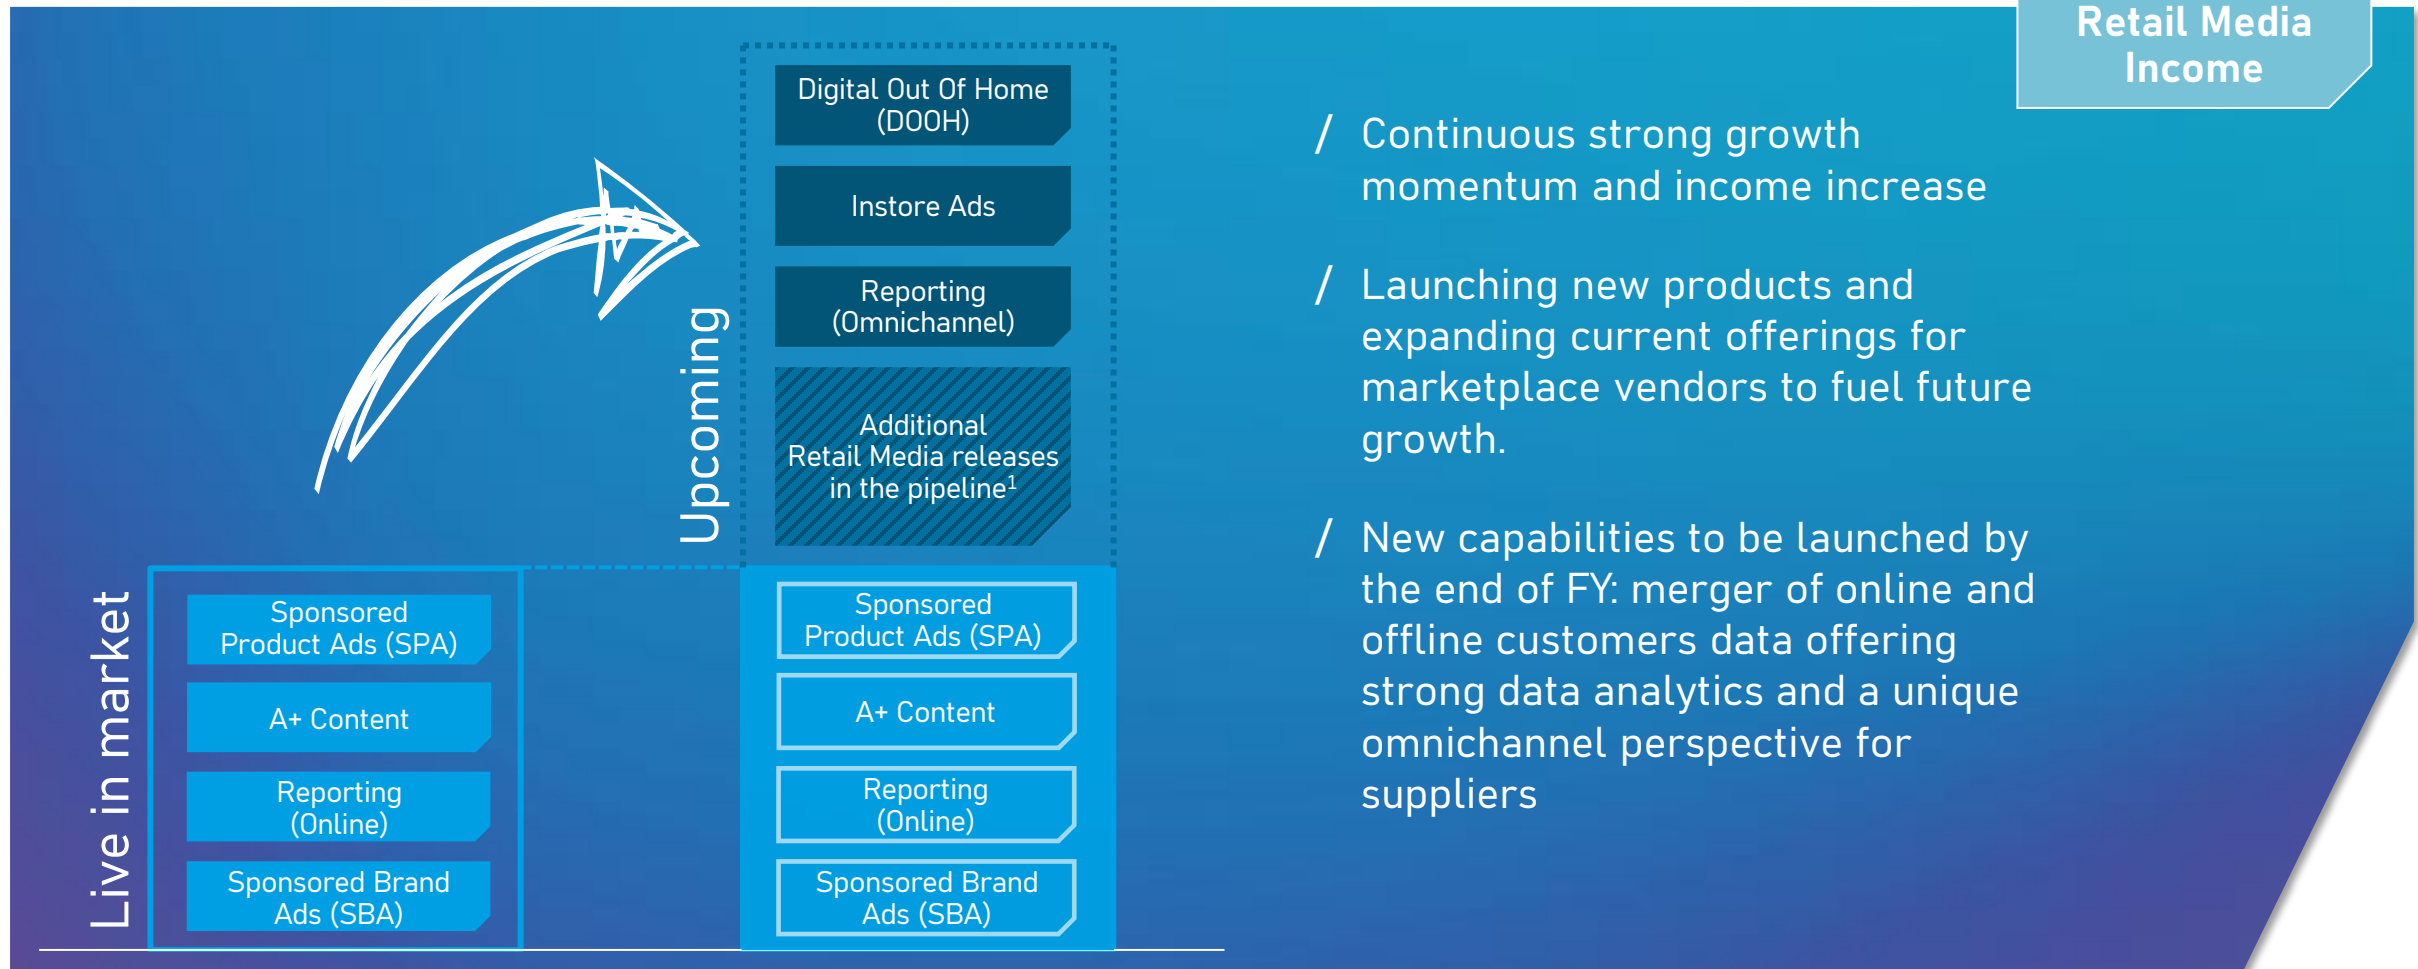 Retail Media
Income
Digital Out Of Home
(DOOH)
Instore Ads
Reporting
(Omnichannel)
Additional
Retail Media releases
in the pipeline¹
Upcoming
Live in market
Sponsored
Product Ads (SPA)
A+ Content
Reporting
(Online)
Sponsored Brand
Ads (SBA)
Sponsored
Product Ads (SPA)
A+ Content
Reporting
(Online)
Sponsored Brand
Ads (SBA)
/ Continuous strong growth
momentum and income increase
/ Launching new products and
expanding current offerings for
marketplace vendors to fuel future
growth.
/ New capabilities to be launched by
the end of FY: merger of online and
offline customers data offering
strong data analytics and a unique
omnichannel perspective for
suppliers